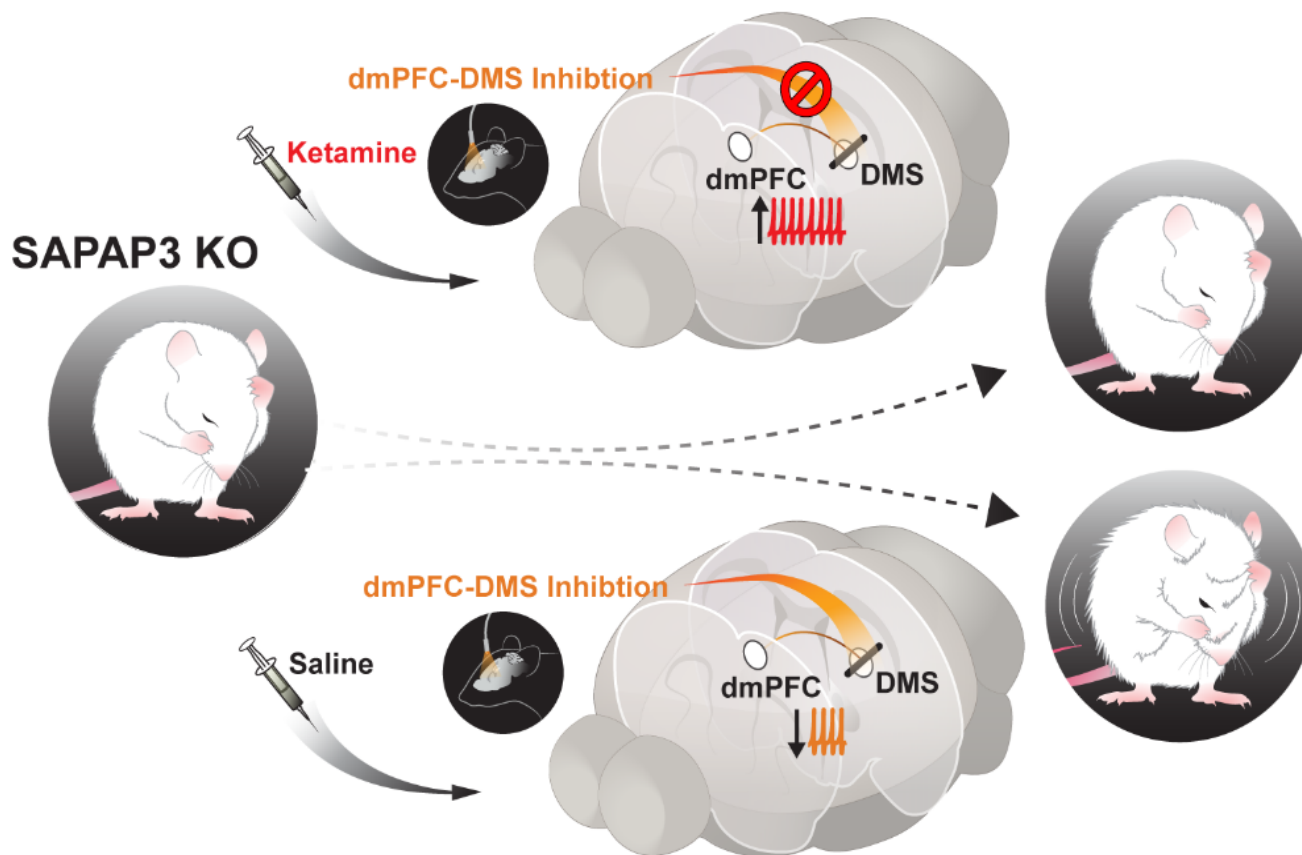 dmPFC-DMS Inhibtion
Ketamine
dmPFC
DMS
SAPAP3 KO
dmPFC-DMS Inhibtion
Saline
dmPFC
DMS